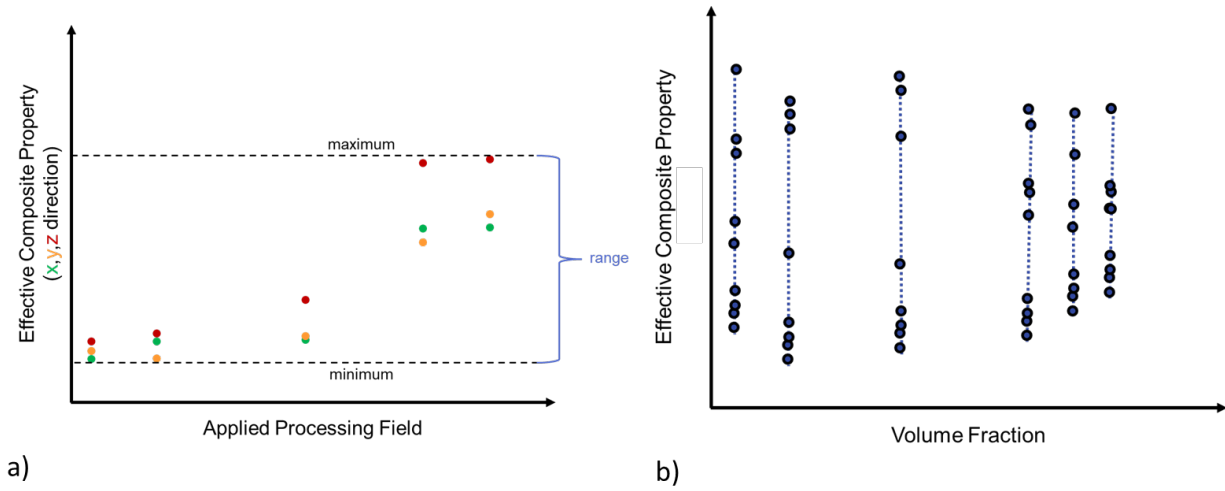 Effective Composite Property
(x,y,z direction)
maximum
range
minimum
Applied Processing Field
a)
Effective Composite Property
Volume Fraction
b)